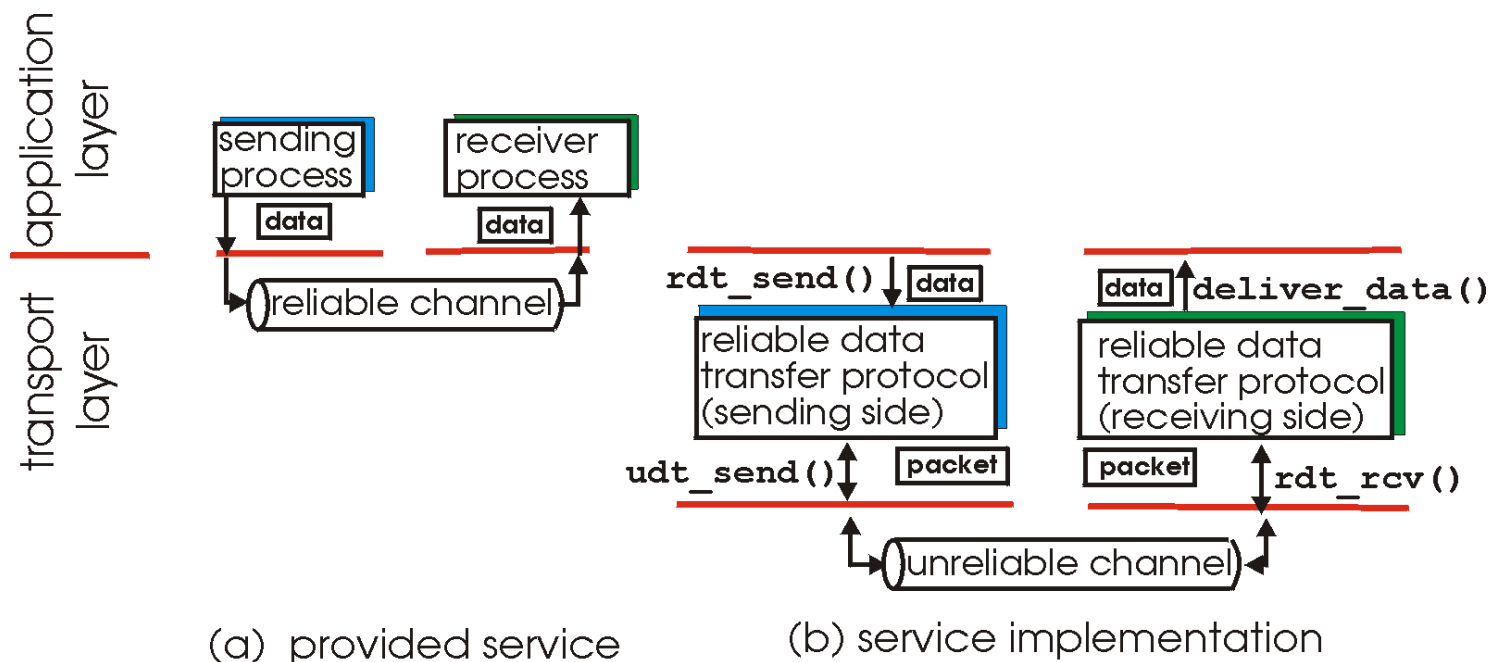 application
layer
transport
layer
sending
process
receiver
process
data
data
reliable channel
(a) provided service
rdt_send()
data
data
deliver_data()
reliable data
transfer protocol
(sending side)
reliable data
transfer protocol
(receiving side)
udt_send()
packet
packet
rdt_rcv()
unreliable channel
(b) service implementation